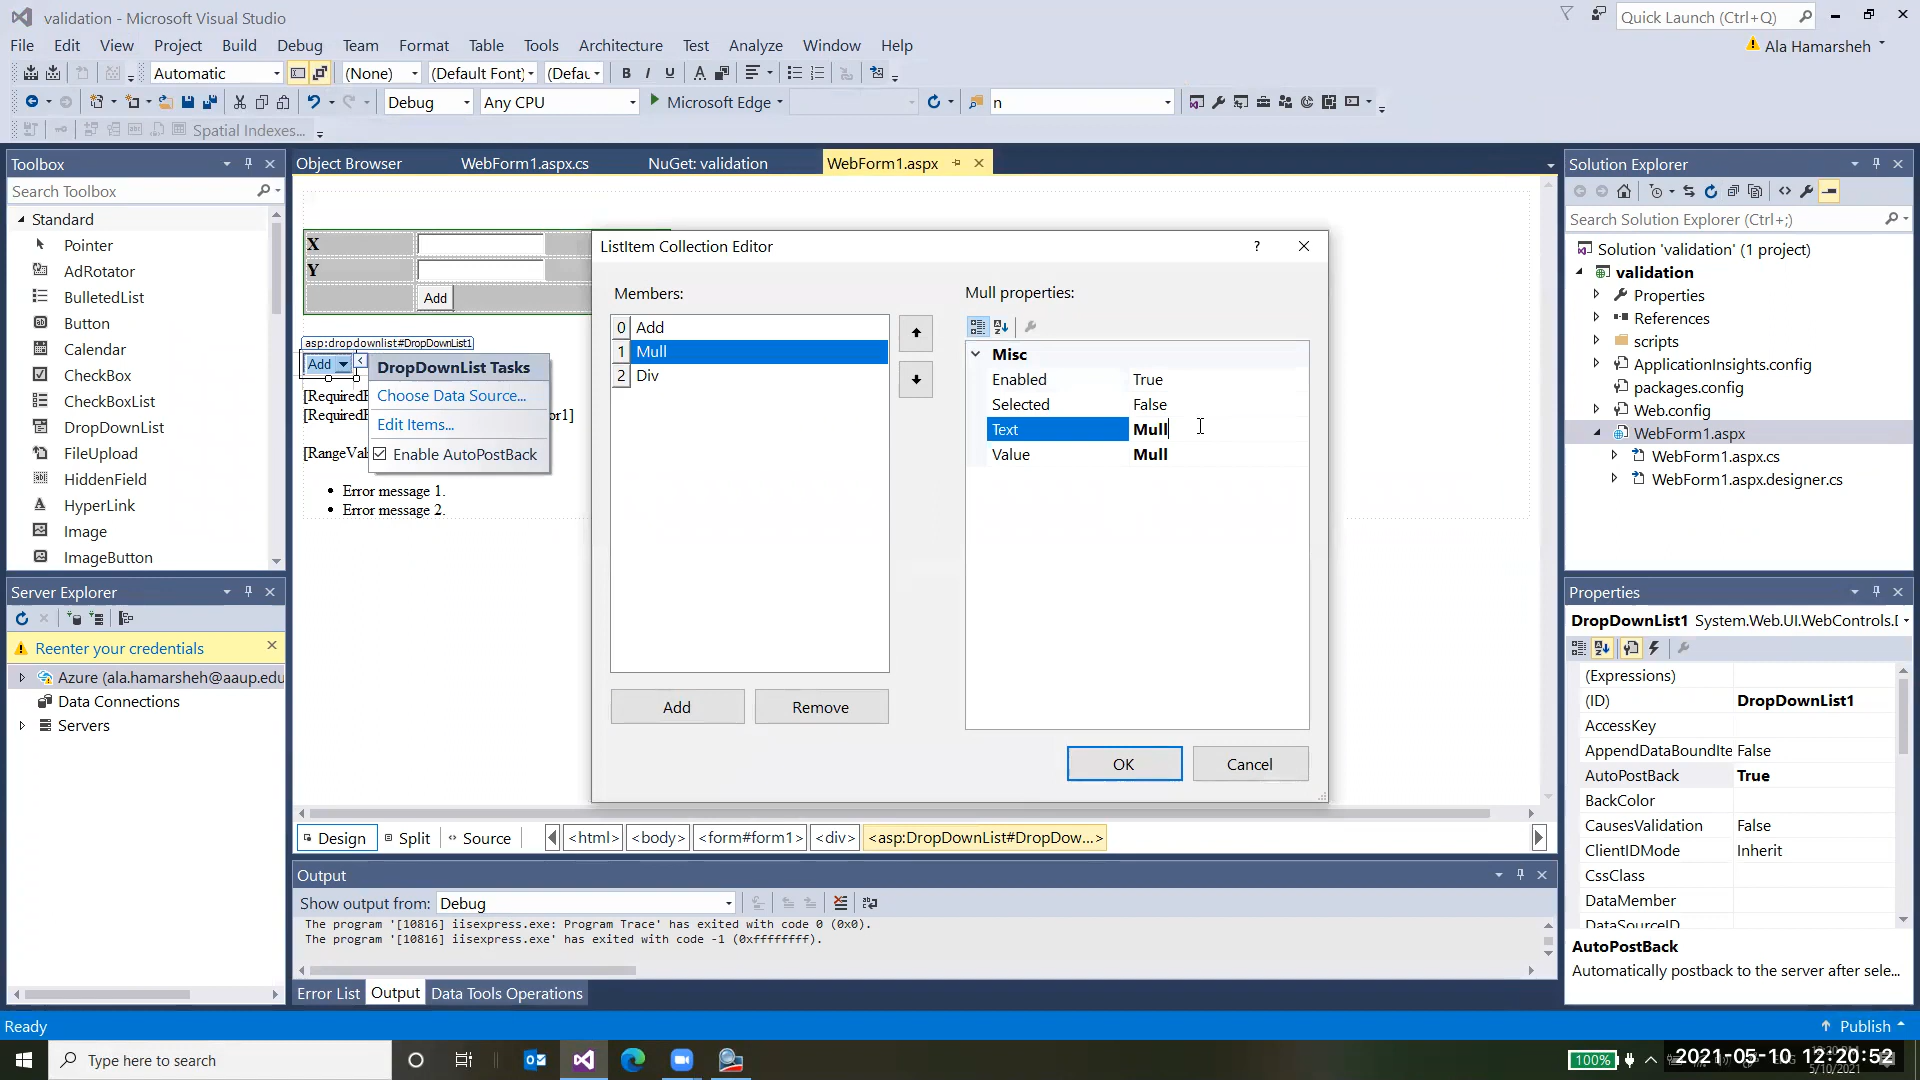 validation - Microsoft Visual Studio
Quick Launch (Ctrl+Q)
File Edit View Project Build Debug Team Format Table Tools Architecture Test Analyze Window Help
Ala Hamarsheh
Automatic (None) (Default Font) (Defau B I U A
Debug Any CPU Microsoft Edge n
Spatial Indexes...
Toolbox
Object Browser WebForm1.aspx.cs NuGet: validation WebForm1.aspx
Solution Explorer
Search Toolbox
Search Solution Explorer (Ctrl+;)
Standard
Pointer
AdRotator
BulletedList
Button
Calendar
CheckBox
CheckBoxList
DropDownList
FileUpload
HiddenField
HyperLink
Image
ImageButton
X
Y
Add
asp:dropdownlist#DropDownList1
Add
DropDownList Tasks
Choose Data Source...
Edit Items...
Enable AutoPostBack
[RequiredF
[RequiredF or1]
[RangeVal
Error message 1.
Error message 2.
ListItem Collection Editor
?
Members:
0 Add
1 Mull
2 Div
Add Remove
Mull properties:
Misc
Enabled True
Selected False
Text Mull
Value Mull
OK Cancel
Solution 'validation' (1 project)
validation
Properties
References
scripts
ApplicationInsights.config
packages.config
Web.config
WebForm1.aspx
WebForm1.aspx.cs
WebForm1.aspx.designer.cs
Server Explorer
Reenter your credentials
Azure (ala.hamarsheh@aaup.edu
Data Connections
Servers
Design Split Source <html> <body> <form#form1> <div> <asp:DropDownList#DropDow...>
Output
Show output from: Debug
The program '[10816] iisexpress.exe: Program Trace' has exited with code 0 (0x0).
The program '[10816] iisexpress.exe' has exited with code -1 (0xffffffff).
Error List Output Data Tools Operations
Properties
DropDownList1 System.Web.UI.WebControls.
(Expressions)
(ID) DropDownList1
AccessKey
AppendDataBoundIte False
AutoPostBack True
BackColor
CausesValidation False
ClientIDMode Inherit
CssClass
DataMember
DataSourceID
AutoPostBack
Automatically postback to the server after sele...
Ready
Publish
Type here to search
100%
2021-05-10 12:20:52
5/10/2021